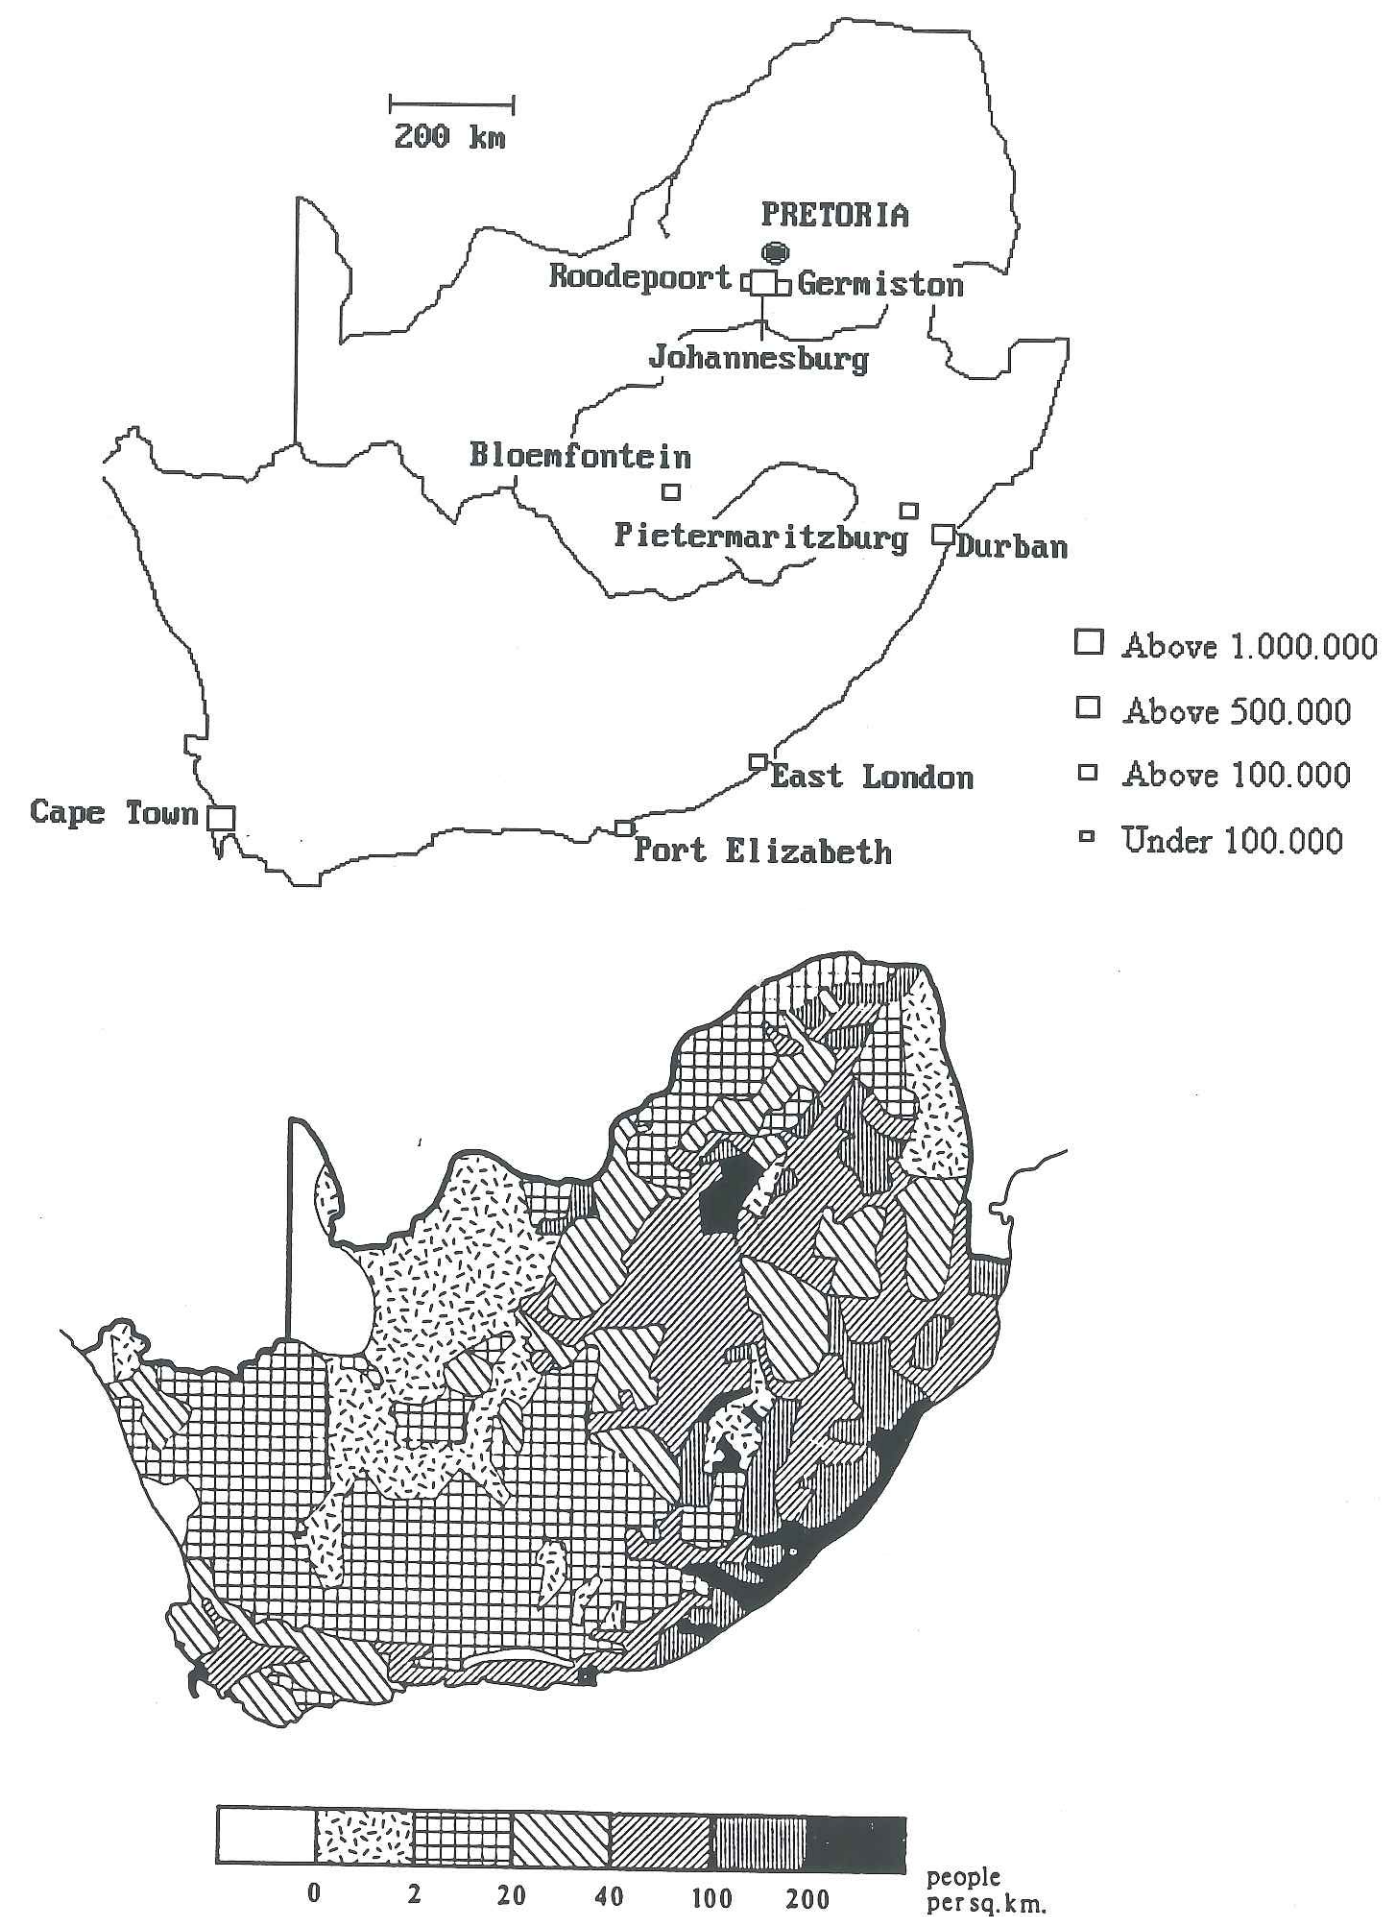 200 km
PRETORIA
Roodepoort
Germiston
Johannesburg
Bloemfontein
Pietermaritzburg
Durban
Above 1.000.000
Above 500.000
Above 100.000
Under 100.000
East London
Cape Town
Port Elizabeth
0 2 20 40 100 200
people
per sq. km.